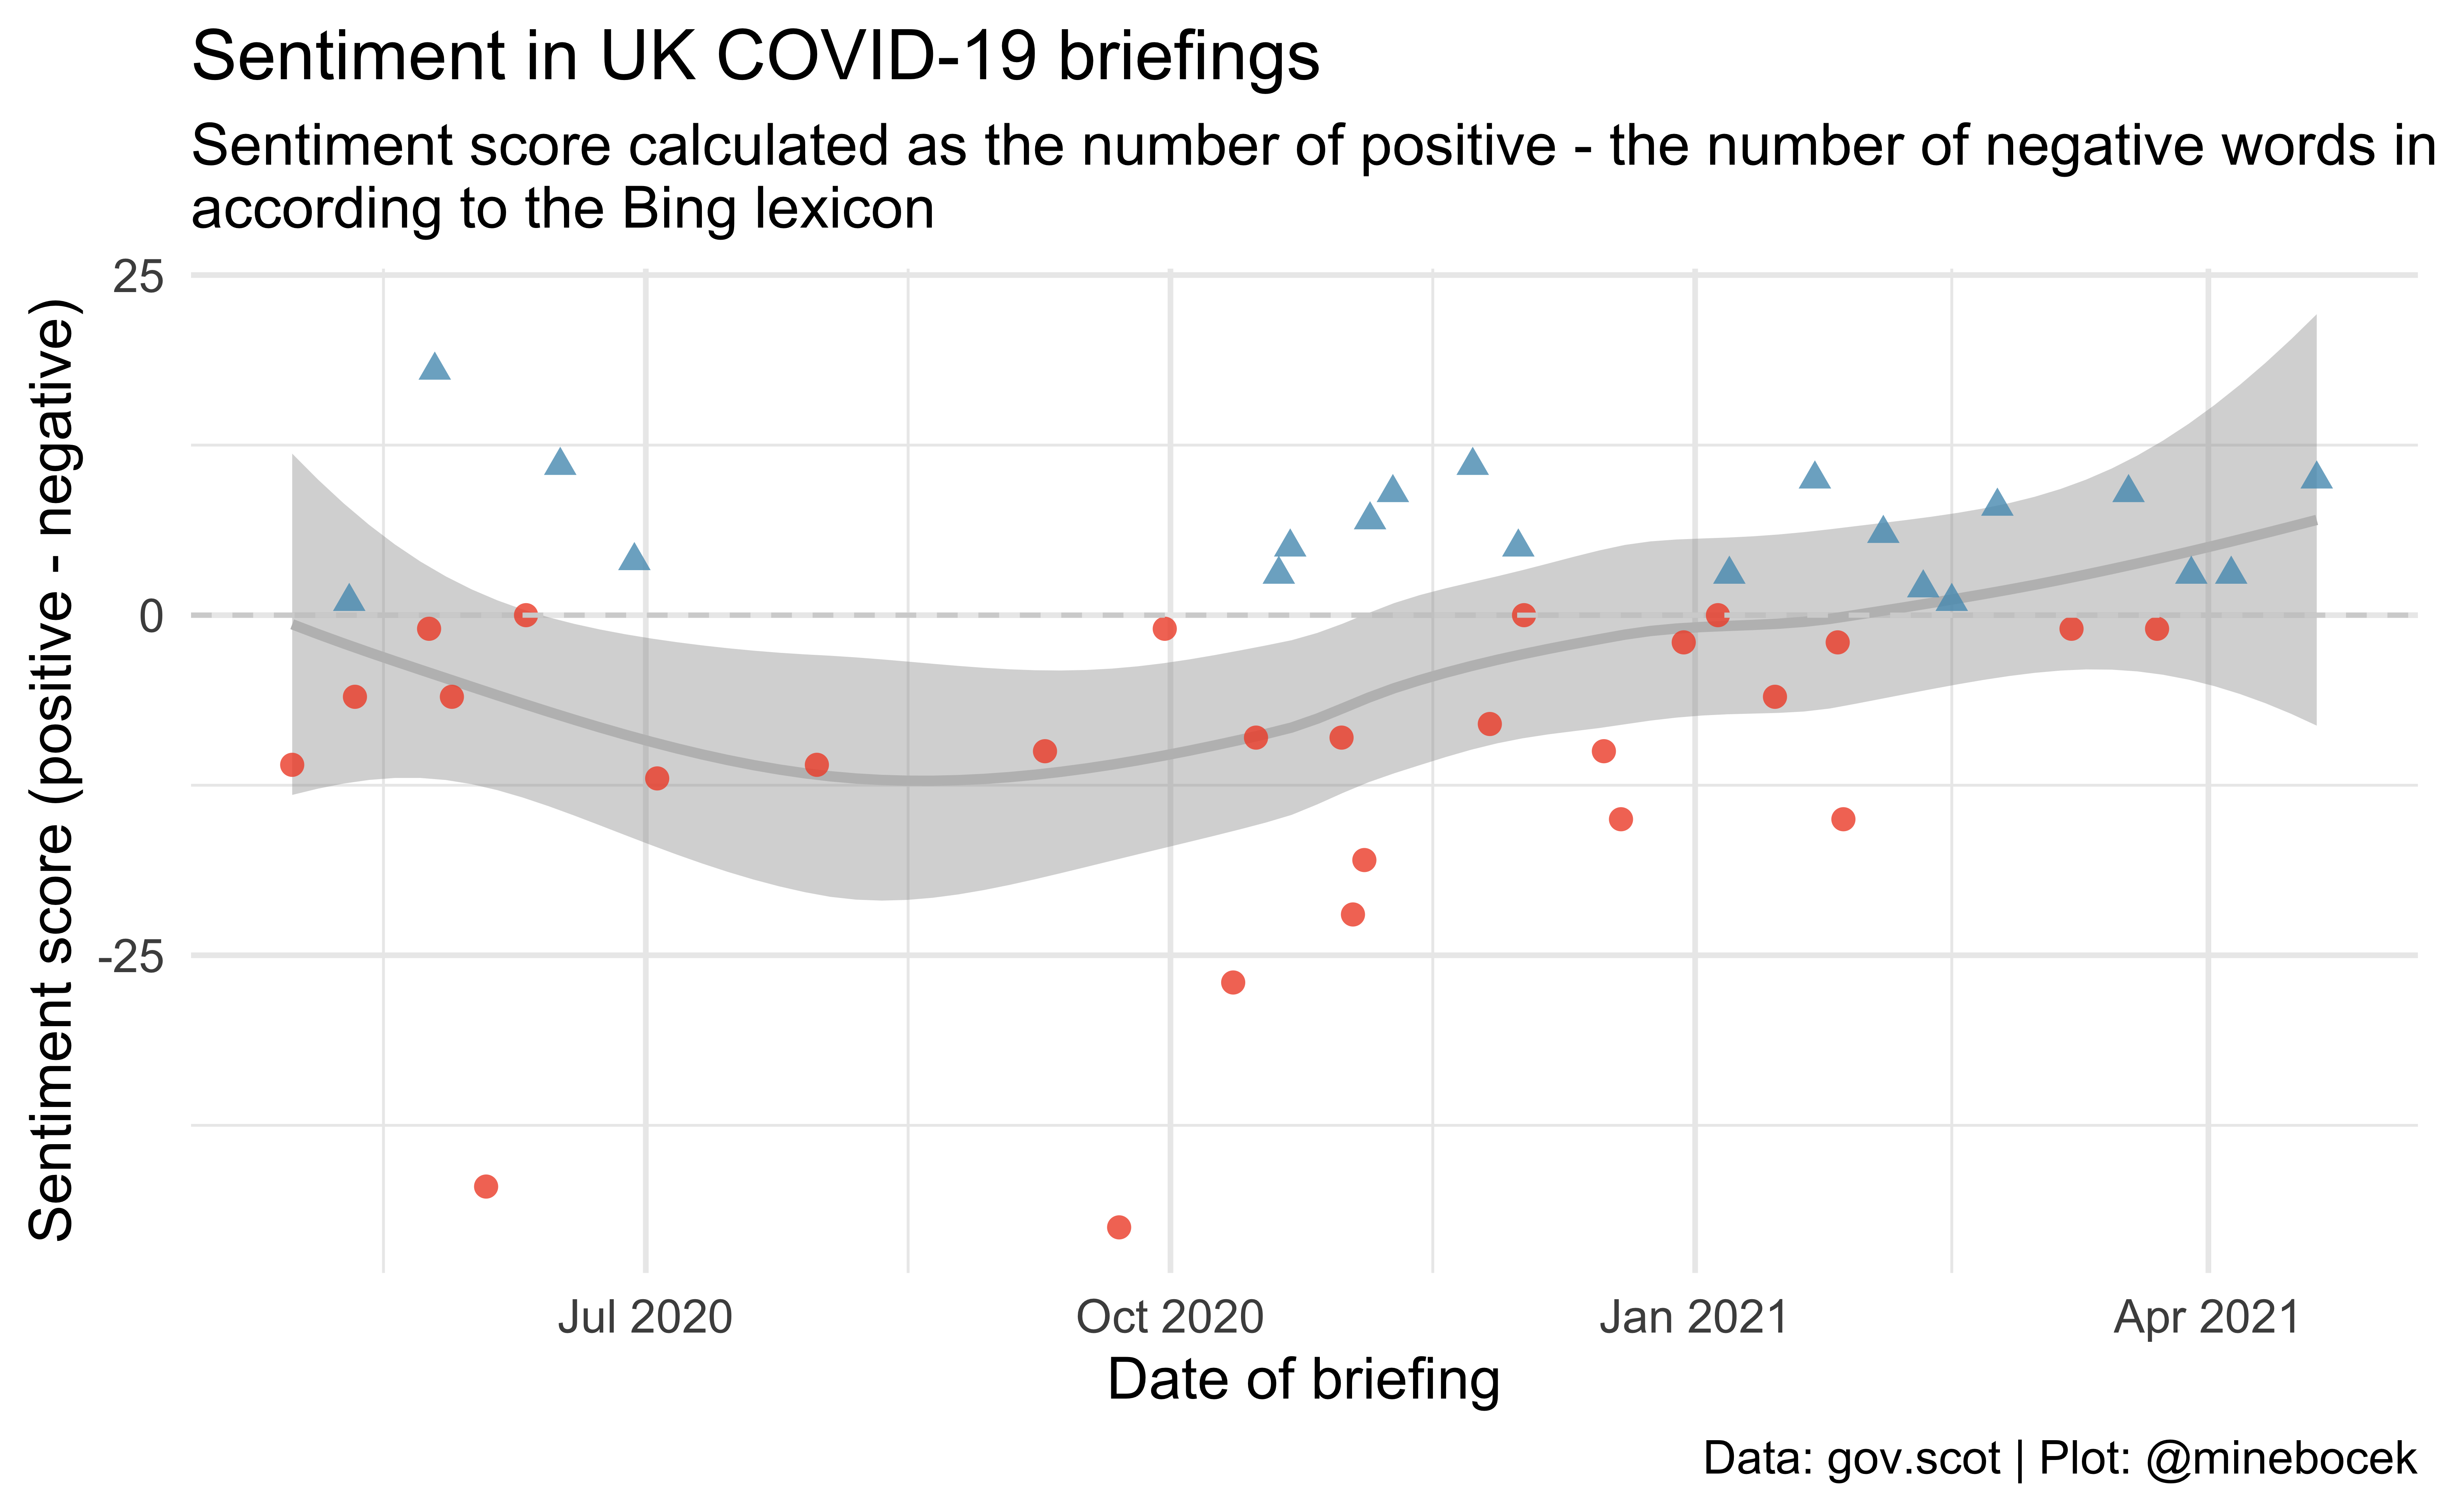 Sentiment in UK COVID-19 briefings
Sentiment score calculated as the number of positive - the number of negative words in
according to the Bing lexicon
Sentiment score (positive - negative)
25
0
-25
Jul 2020
Oct 2020
Jan 2021
Apr 2021
Date of briefing
Data: gov.scot | Plot: @minebocek